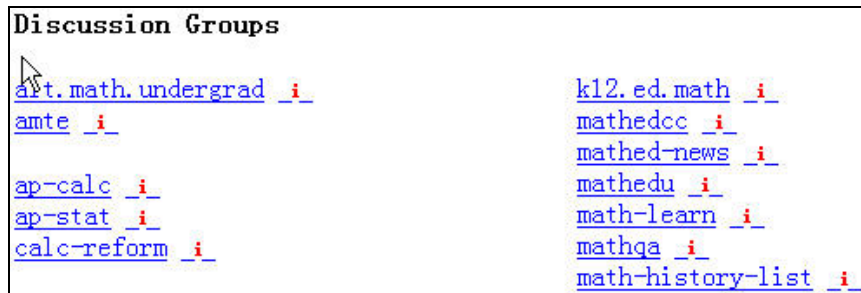 Discussion Groups
alt.math.undergrad i
amte i
ap-calc i
ap-stat i
calc-reform i
k12.ed.math i
mathedcc i
mathed-news i
mathedu i
math-learn i
mathqa i
math-history-list i